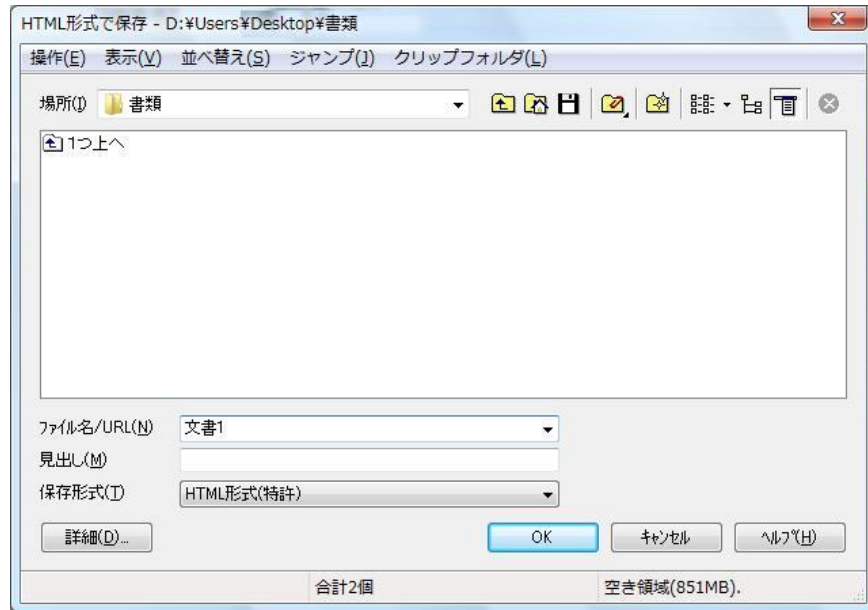 HTML形式で保存 - D:¥Users¥Desktop¥書類
操作(E) 表示(V) 並べ替え(S) ジャンプ(J) クリップフォルダ(L)
場所(I) 書類
1つ上へ
ファイル名/URL(N) 文書1
見出し(M)
保存形式(T) HTML形式(特許)
詳細(D)... OK キャンセル ヘルプ(H)
合計2個 空き領域(851MB).